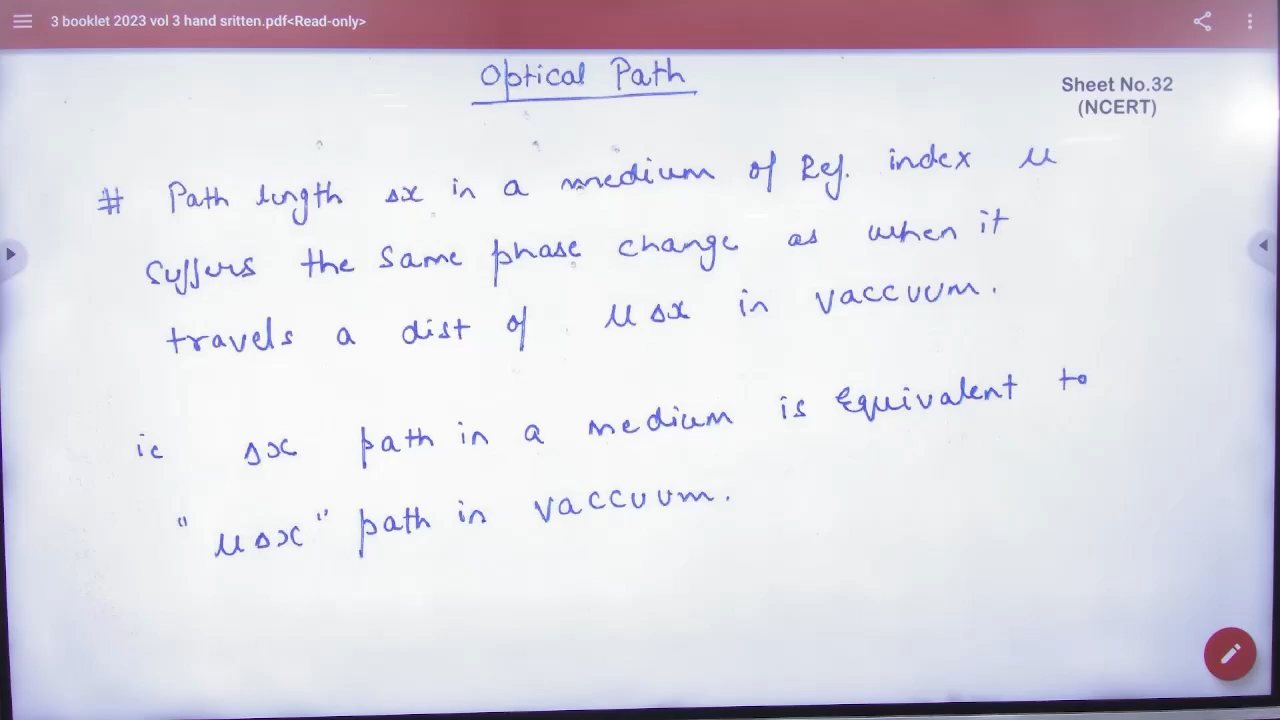 3 booklet 2023 vol 3 hand sritten.pdf<Read-only>
Optical Path
Sheet No.32
(NCERT)
# Path length Δx in a medium of Ref. index μ
suffers the same phase change as when it
travels a dist of μΔx in vaccuum.
ie Δx path in a medium is Equivalent to
"μΔx" path in vaccuum.